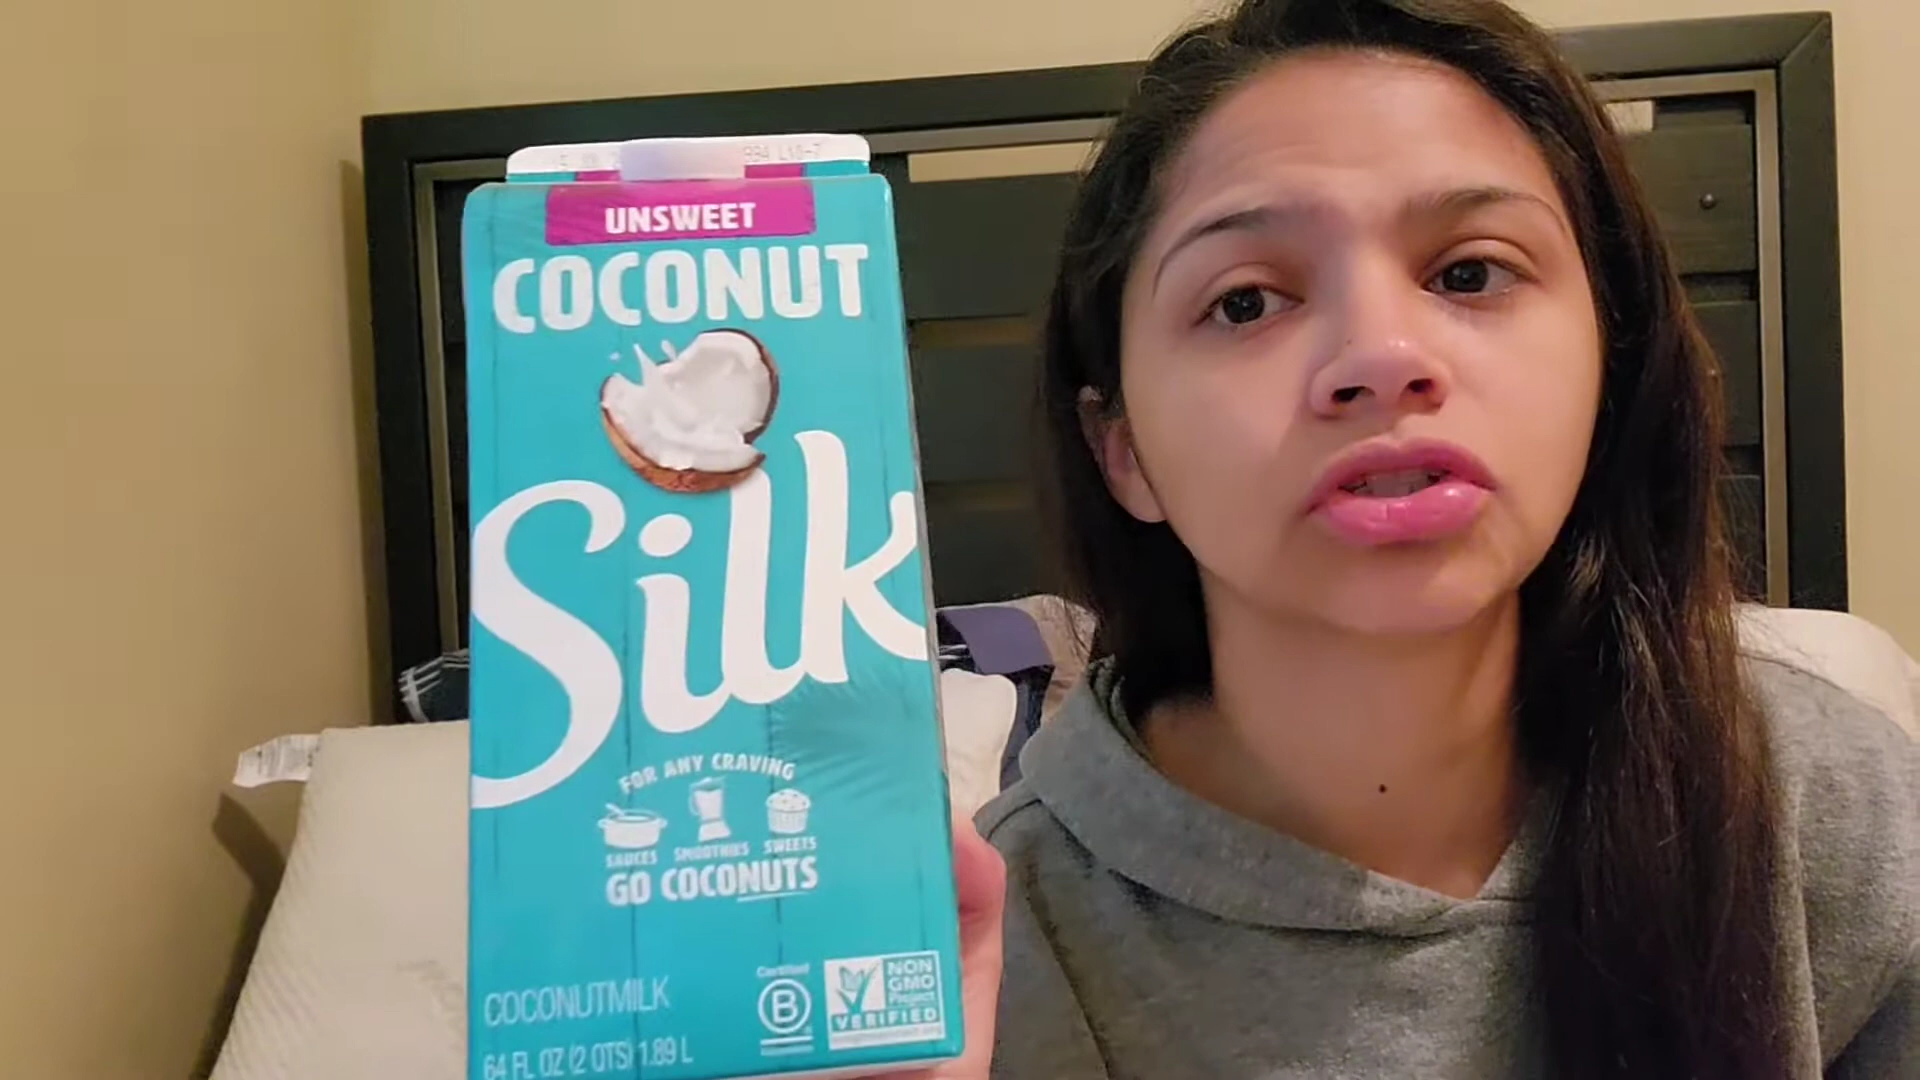 UNSWEET
COCONUT
Silk
FOR ANY CRAVING
SAUCES SMOOTHIES SWEETS
GO COCONUTS
COCONUTMILK
64 FL OZ (2 QTS) 1.89 L
Certified
B
NON
GMO
Project
VERIFIED